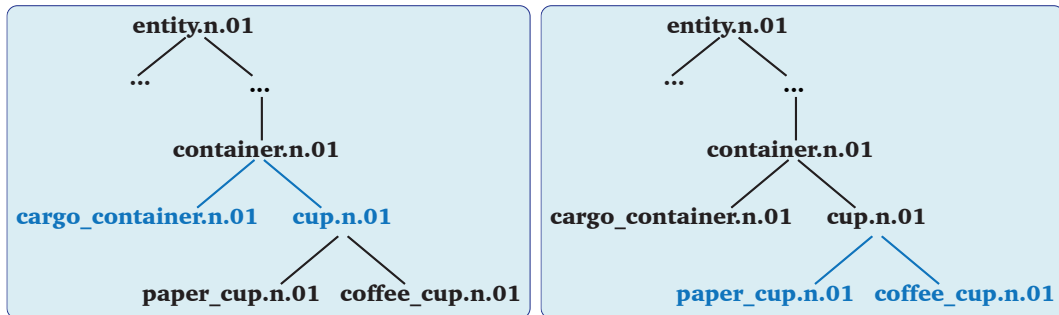 entity.n.01
...
...
container.n.01
cargo_container.n.01 cup.n.01
paper_cup.n.01 coffee_cup.n.01
entity.n.01
...
...
container.n.01
cargo_container.n.01 cup.n.01
paper_cup.n.01 coffee_cup.n.01